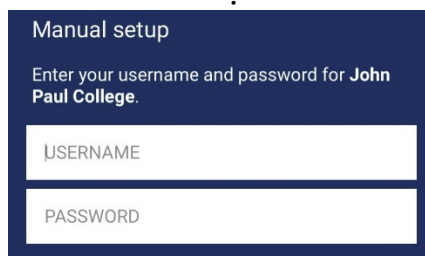 Manual setup
Enter your username and password for John
Paul College.
USERNAME
PASSWORD